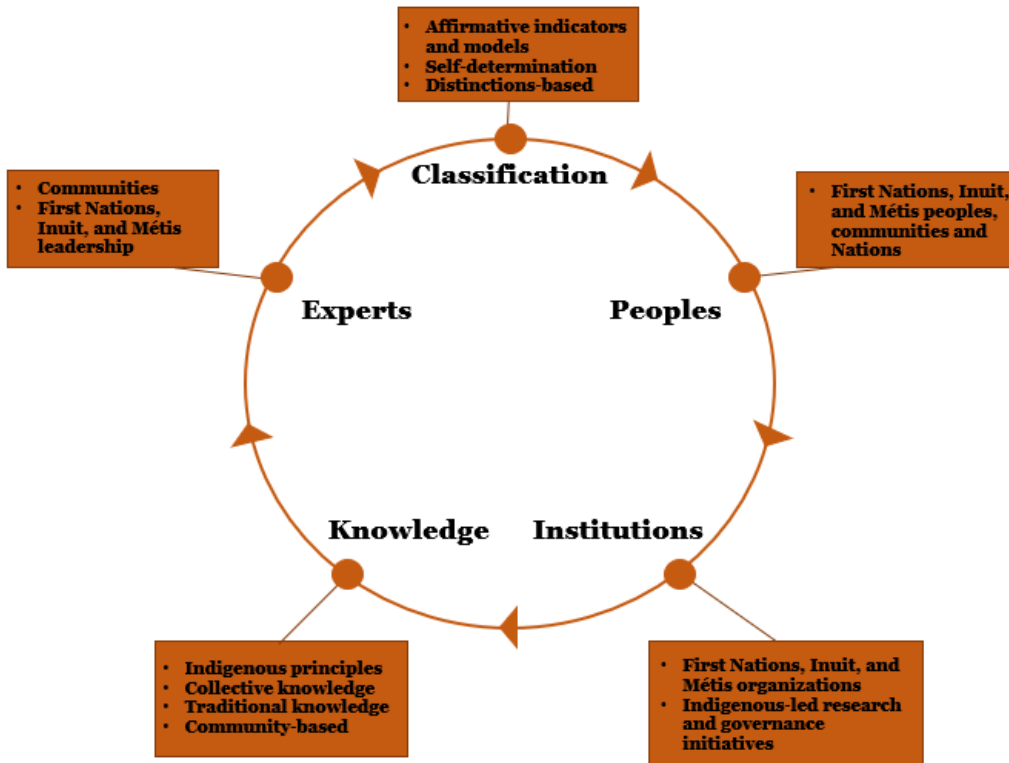 • Affirmative indicators
and models
• Self-determination
• Distinctions-based
Classification
• Communities
• First Nations,
Inuit, and Métis
leadership
• First Nations, Inuit,
and Métis peoples,
communities and
Nations
Experts
Peoples
Knowledge
Institutions
• Indigenous principles
• Collective knowledge
• Traditional knowledge
• Community-based
• First Nations, Inuit, and
Métis organizations
• Indigenous-led research
and governance
initiatives